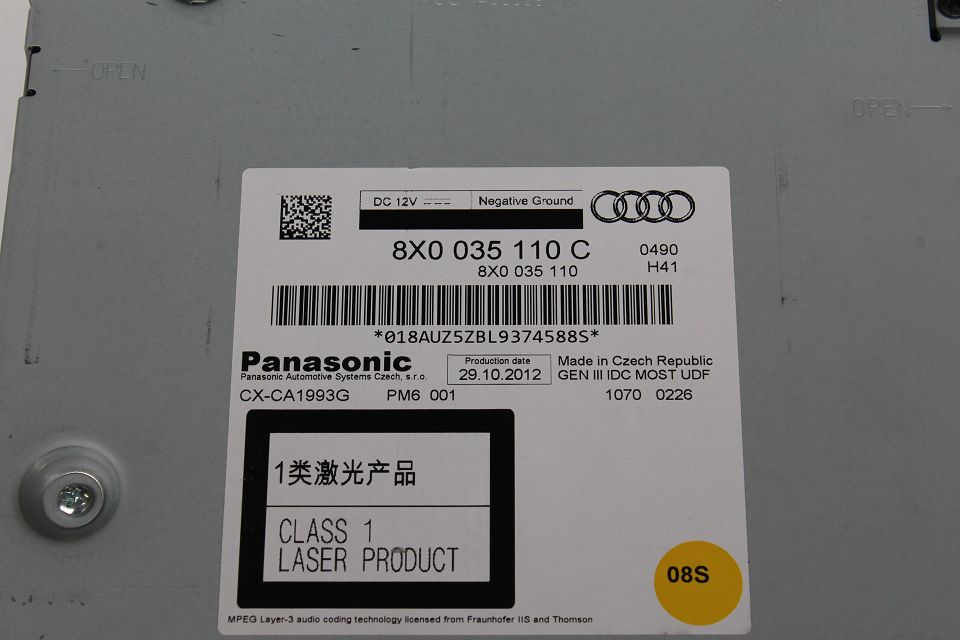 OPEN
OPEN
DC 12V
Negative Ground
8X0 035 110 C
0490
8X0 035 110
H41
*018AUZ5ZBL9374588S*
Panasonic
Panasonic Automotive Systems Czech, s.r.o.
Production date
29.10.2012
Made in Czech Republic
GEN III IDC MOST UDF
CX-CA1993G
PM6 001
1070 0226
1类激光产品
CLASS 1
LASER PRODUCT
08S
MPEG Layer-3 audio coding technology licensed from Fraunhofer IIS and Thomson